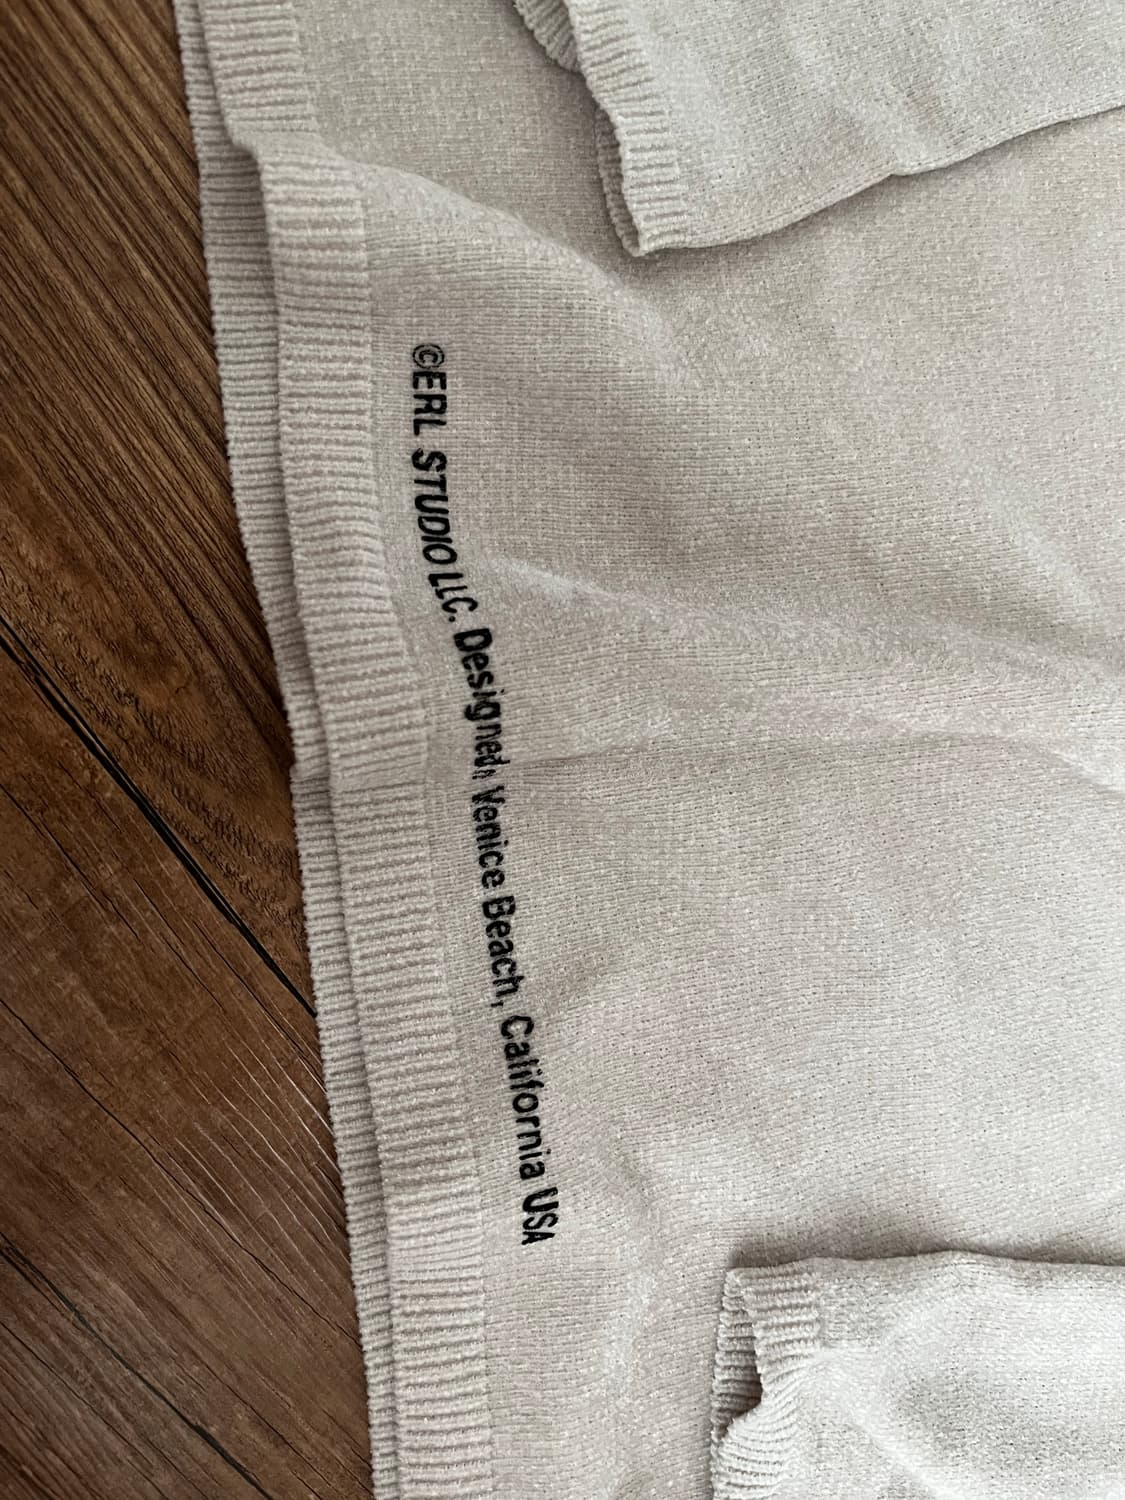 ©ERL STUDIO LLC. Designed, Venice Beach, California USA